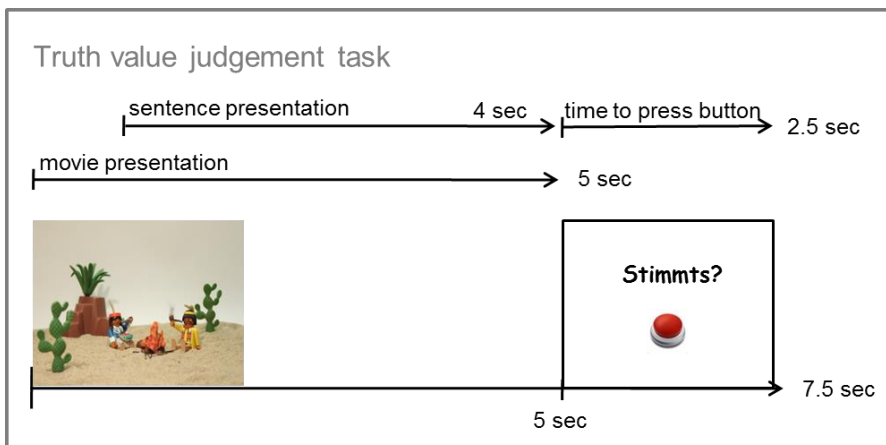 Truth value judgement task
sentence presentation 4 sec time to press button
2.5 sec
movie presentation
5 sec
Stimmts?
7.5 sec
5 sec